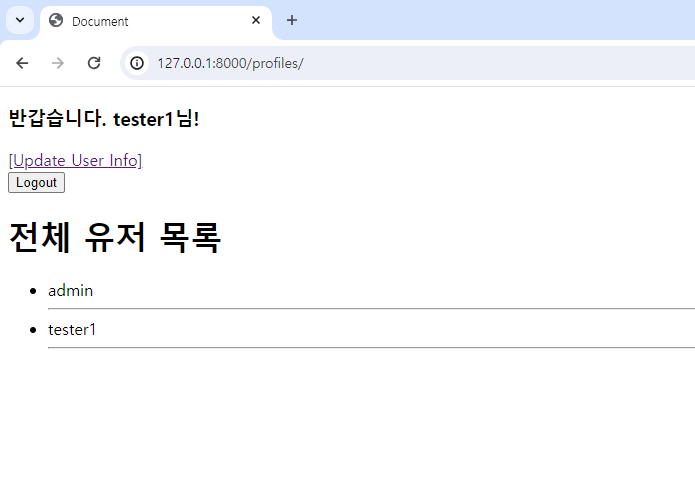 Document
127.0.0.1:8000/profiles/
반갑습니다. tester1님!
[Update User Info]
Logout
전체 유저 목록
admin
tester1